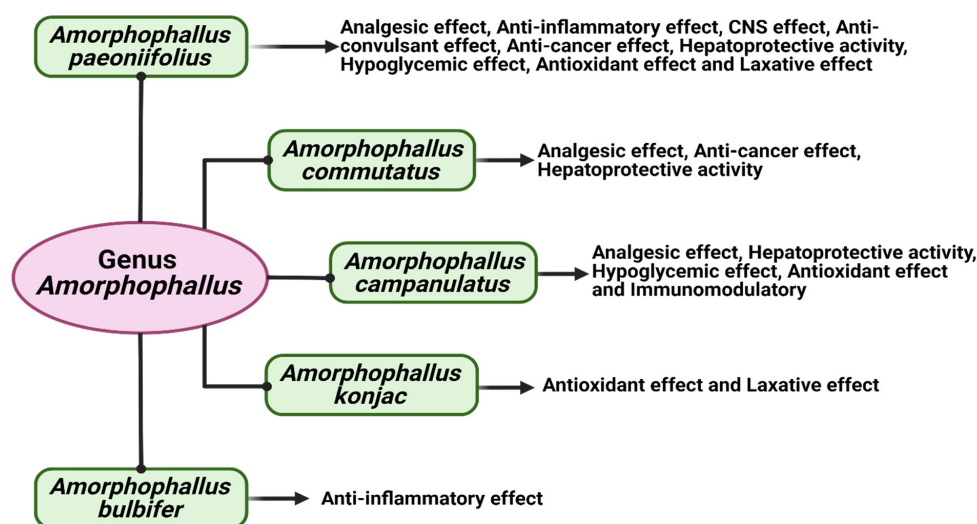 Amorphophallus
paeoniifolius
Analgesic effect, Anti-inflammatory effect, CNS effect, Anti-
convulsant effect, Anti-cancer effect, Hepatoprotective activity,
Hypoglycemic effect, Antioxidant effect and Laxative effect
Amorphophallus
commutatus
Analgesic effect, Anti-cancer effect,
Hepatoprotective activity
Genus
Amorphophallus
Amorphophallus
campanulatus
Analgesic effect, Hepatoprotective activity,
Hypoglycemic effect, Antioxidant effect
and Immunomodulatory
Amorphophallus
konjac
Antioxidant effect and Laxative effect
Amorphophallus
bulbifer
Anti-inflammatory effect